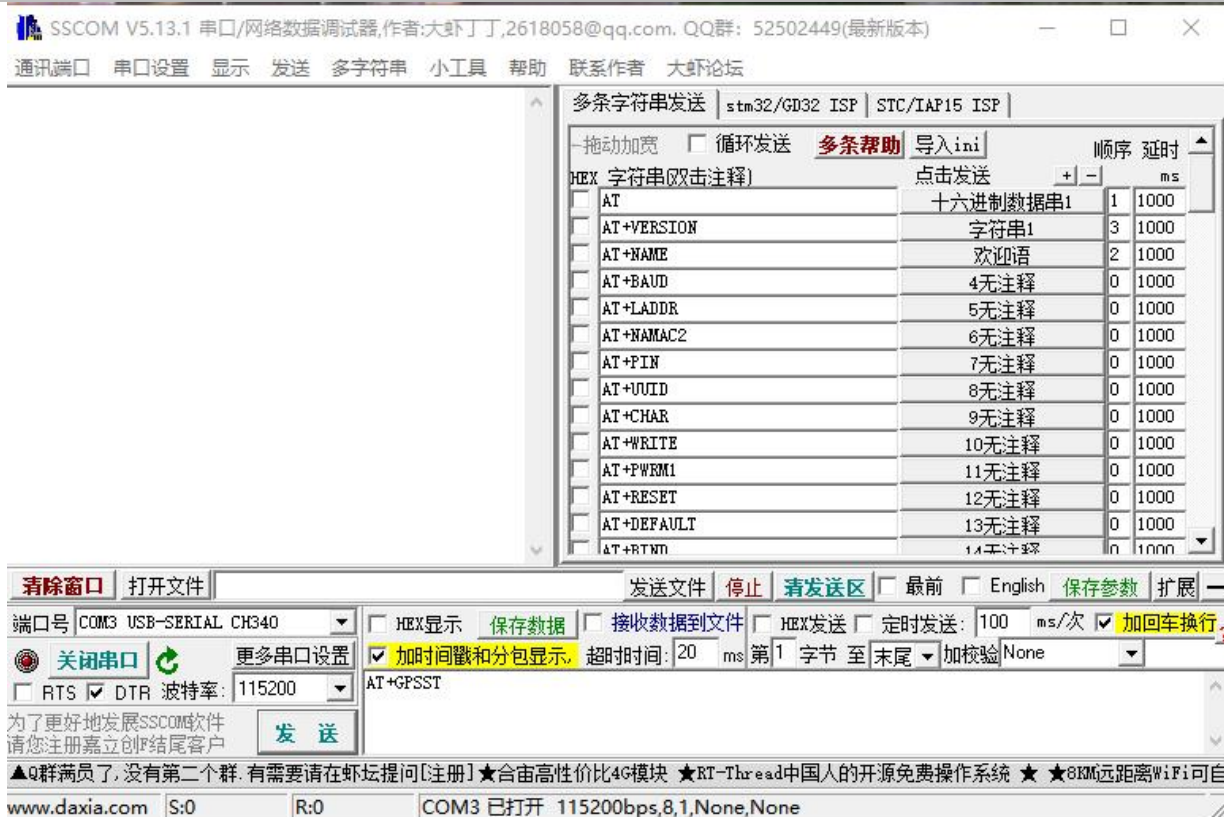 SSCOM V5.13.1 串口/网络数据调试器,作者:大虾丁丁,2618058@qq.com. QQ群: 52502449(最新版本)
通讯端口 串口设置 显示 发送 多字符串 小工具 帮助 联系作者 大虾论坛
多条字符串发送 stm32/GD32 ISP STC/IAP15 ISP
拖动加宽 循环发送 多条帮助 导入ini 顺序 延时
HEX 字符串(双击注释) 点击发送 + - ms
AT 十六进制数据串1 1 1000
AT+VERSION 字符串1 3 1000
AT+NAME 欢迎语 2 1000
AT+BAUD 4无注释 0 1000
AT+LADDR 5无注释 0 1000
AT+NAMAC2 6无注释 0 1000
AT+PIN 7无注释 0 1000
AT+UUID 8无注释 0 1000
AT+CHAR 9无注释 0 1000
AT+WRITE 10无注释 0 1000
AT+PWRM1 11无注释 0 1000
AT+RESET 12无注释 0 1000
AT+DEFAULT 13无注释 0 1000
AT+BIND 14无注释 0 1000
清除窗口 打开文件 发送文件 停止 清发送区 最前 English 保存参数 扩展 —
端口号 COM3 USB-SERIAL CH340 HEX显示 保存数据 接收数据到文件 HEX发送 定时发送: 100 ms/次 加回车换行
关闭串口 更多串口设置 加时间戳和分包显示, 超时时间: 20 ms 第1 字节 至 末尾 加校验 None
RTS DTR 波特率: 115200 AT+GPSST
为了更好地发展SSCOM软件
请您注册嘉立创F结尾客户
发 送
▲Q群满员了,没有第二个群.有需要请在虾坛提问[注册]★合宙高性价比4G模块 ★RT-Thread中国人的开源免费操作系统 ★ ★8KM远距离WiFi可自
www.daxia.com S:0 R:0 COM3 已打开 115200bps,8,1,None,None